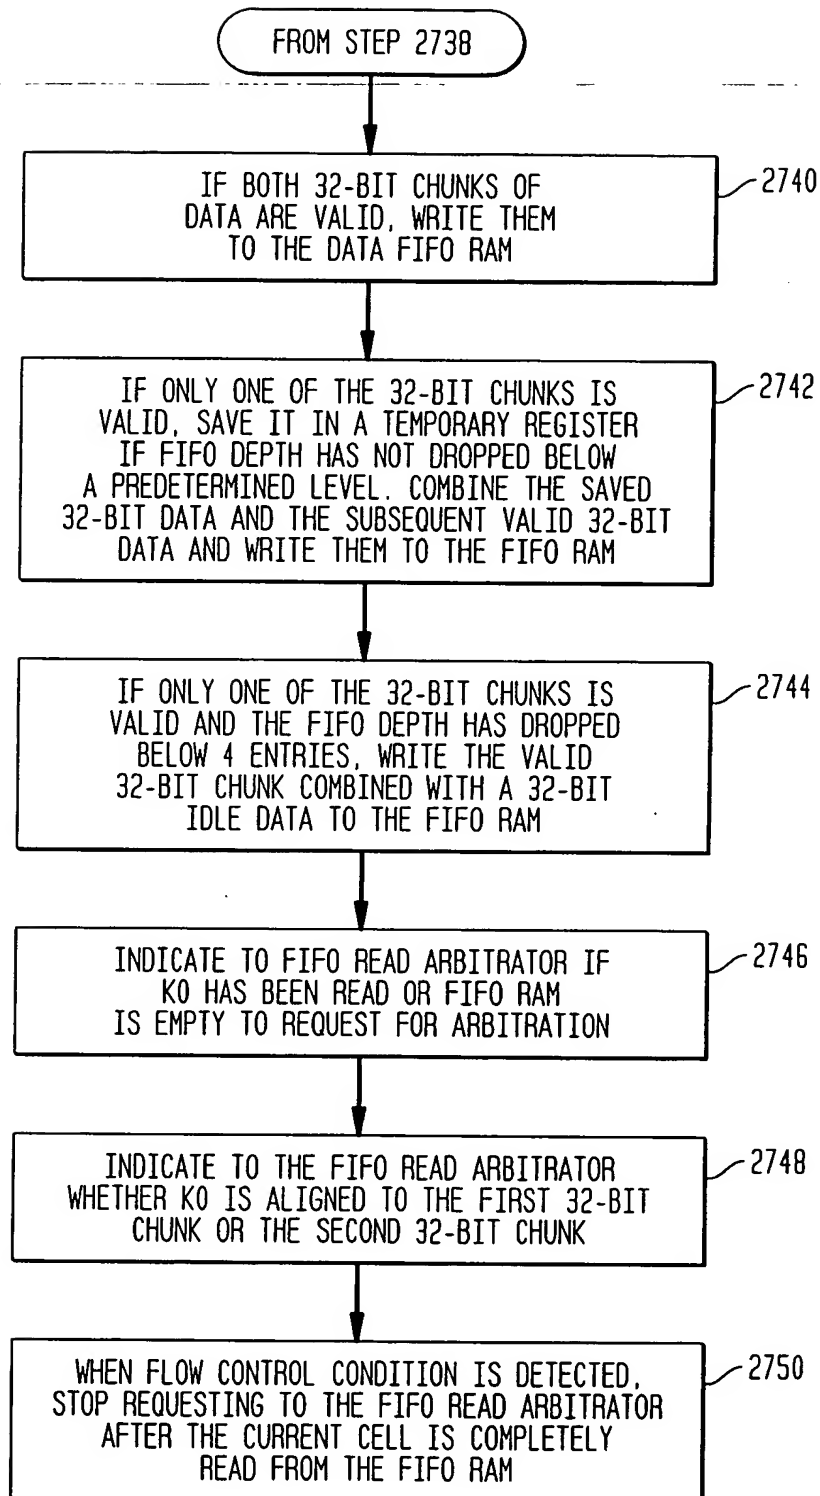 FROM STEP 2738
IF BOTH 32-BIT CHUNKS OF
DATA ARE VALID, WRITE THEM
TO THE DATA FIFO RAM
2740
IF ONLY ONE OF THE 32-BIT CHUNKS IS
VALID, SAVE IT IN A TEMPORARY REGISTER
IF FIFO DEPTH HAS NOT DROPPED BELOW
A PREDETERMINED LEVEL. COMBINE THE SAVED
32-BIT DATA AND THE SUBSEQUENT VALID 32-BIT
DATA AND WRITE THEM TO THE FIFO RAM
2742
IF ONLY ONE OF THE 32-BIT CHUNKS IS
VALID AND THE FIFO DEPTH HAS DROPPED
BELOW 4 ENTRIES, WRITE THE VALID
32-BIT CHUNK COMBINED WITH A 32-BIT
IDLE DATA TO THE FIFO RAM
2744
INDICATE TO FIFO READ ARBITRATOR IF
K0 HAS BEEN READ OR FIFO RAM
IS EMPTY TO REQUEST FOR ARBITRATION
2746
INDICATE TO THE FIFO READ ARBITRATOR
WHETHER K0 IS ALIGNED TO THE FIRST 32-BIT
CHUNK OR THE SECOND 32-BIT CHUNK
2748
WHEN FLOW CONTROL CONDITION IS DETECTED,
STOP REQUESTING TO THE FIFO READ ARBITRATOR
AFTER THE CURRENT CELL IS COMPLETELY
READ FROM THE FIFO RAM
2750